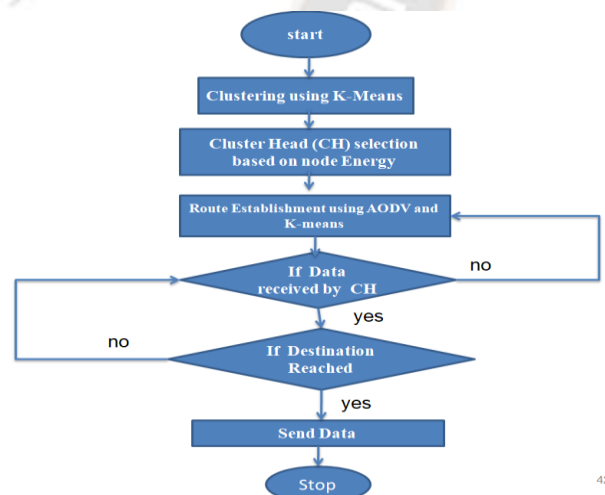 start
Clustering using K-Means
Cluster Head (CH) selection
based on node Energy
Route Establishment using AODV and
K-means
If Data
received by CH
no
yes
If Destination
Reached
no
yes
Send Data
Stop